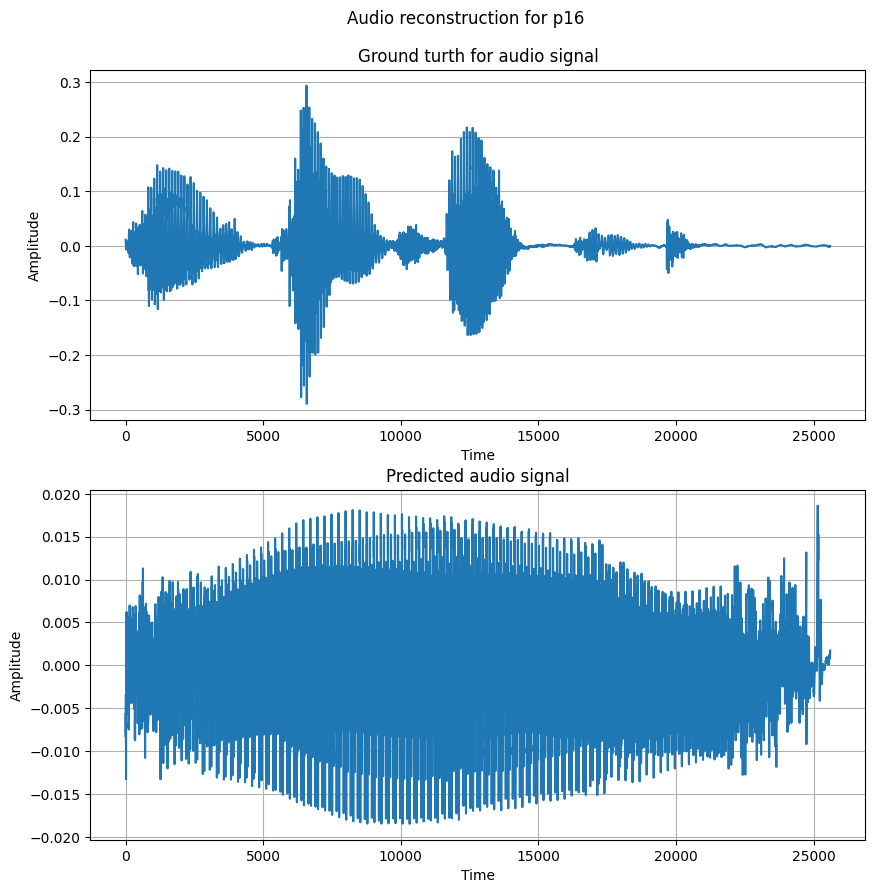 Audio reconstruction for p16
Ground turth for audio signal
0.3
0.2
0.1
0.0
−0.1
−0.2
−0.3
Amplitude
0 5000 10000 15000 20000 25000
Time
Predicted audio signal
0.020
0.015
0.010
0.005
0.000
−0.005
−0.010
−0.015
−0.020
Amplitude
0 5000 10000 15000 20000 25000
Time